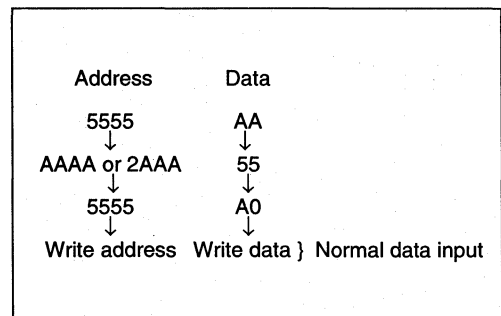 Address Data
5555 AA
↓ ↓
AAAA or 2AAA 55
↓ ↓
5555 A0
↓ ↓
Write address Write data } Normal data input